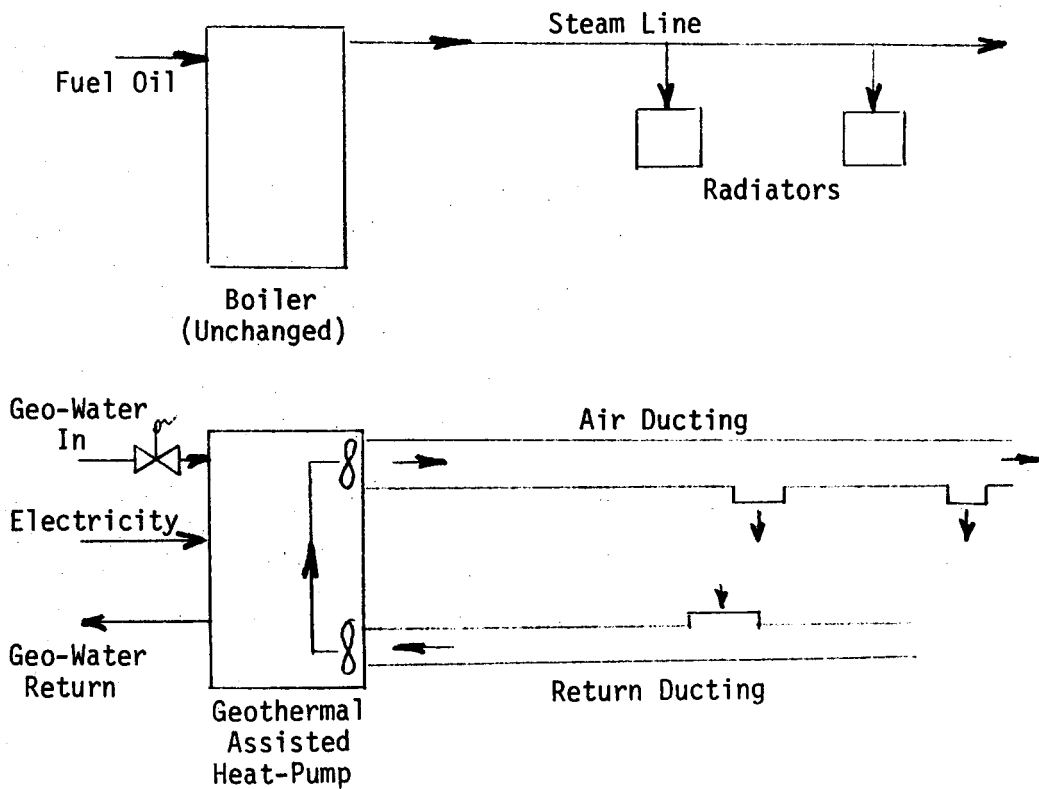 Steam Line
Fuel Oil
Radiators
Boiler
(Unchanged)
Geo-Water
In
Air Ducting
Electricity
Geo-Water
Return
Return Ducting
Geothermal
Assisted
Heat-Pump